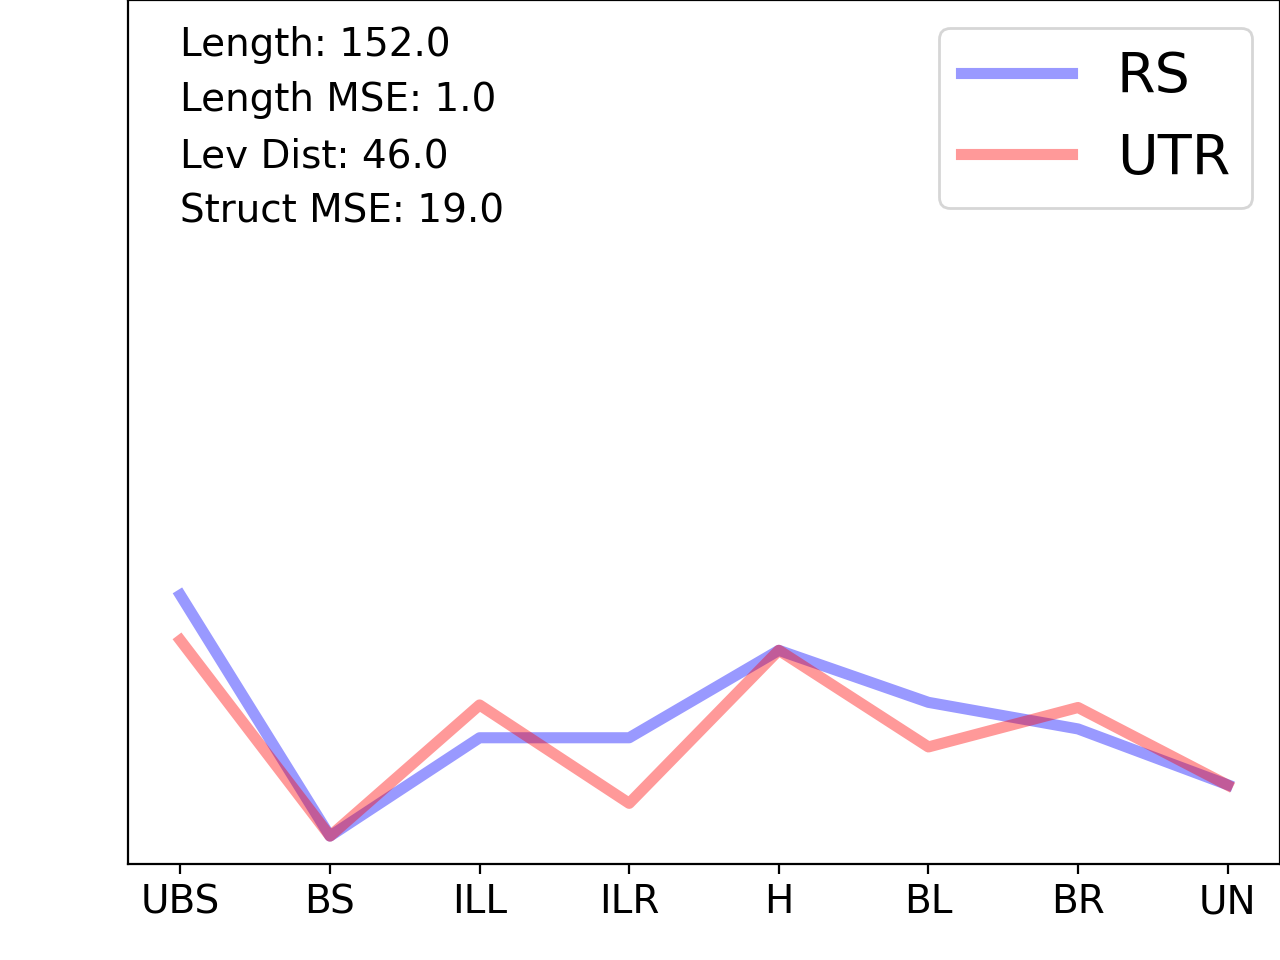 Length: 152.0
Length MSE: 1.0
Lev Dist: 46.0
Struct MSE: 19.0
RS
UTR
UBS BS ILL ILR H BL BR UN